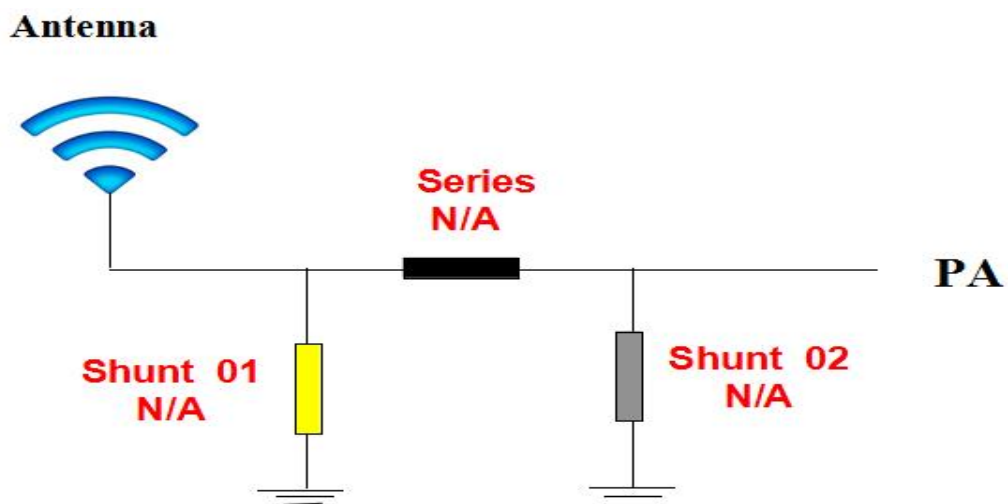 Antenna
Series
N/A
PA
Shunt 01
N/A
Shunt 02
N/A